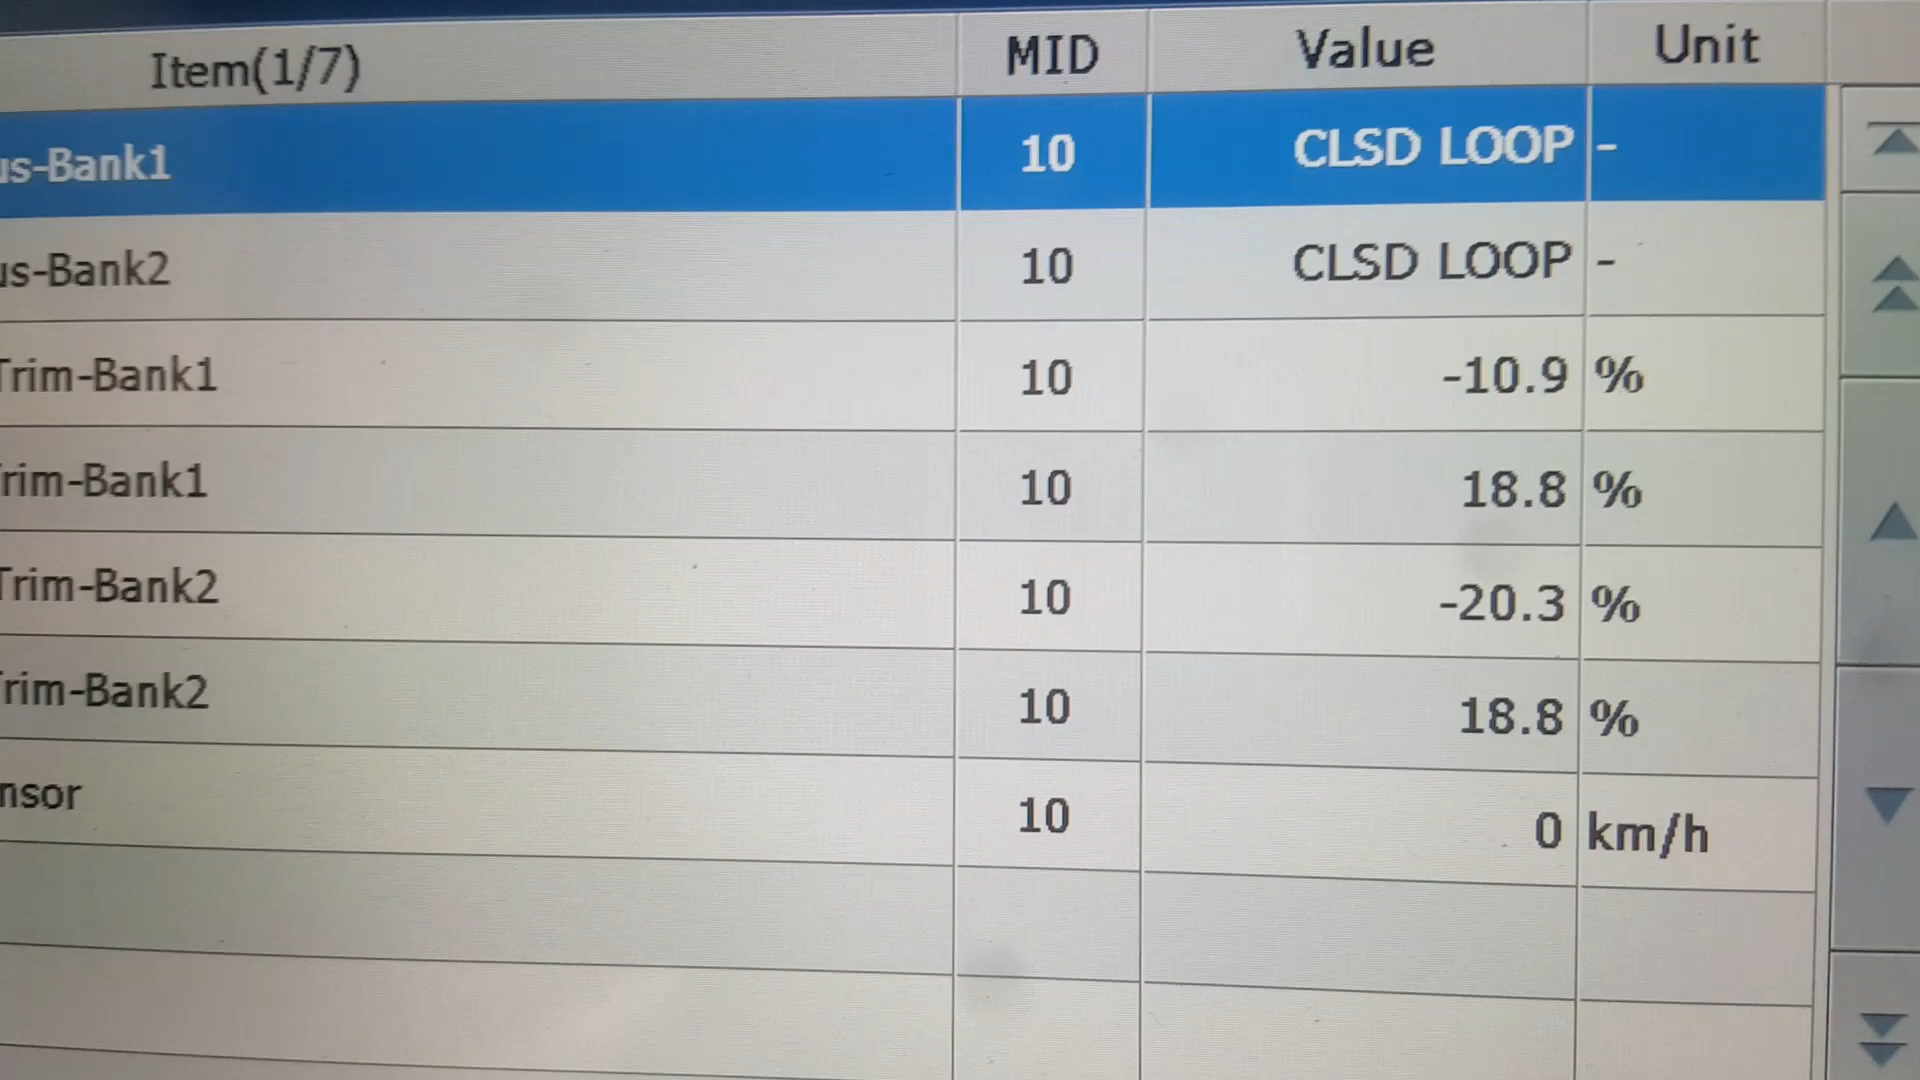 Item(1/7) MID Value Unit
us-Bank1 10 CLSD LOOP -
us-Bank2 10 CLSD LOOP -
Trim-Bank1 10 -10.9 %
rim-Bank1 10 18.8 %
Trim-Bank2 10 -20.3 %
rim-Bank2 10 18.8 %
nsor 10 0 km/h